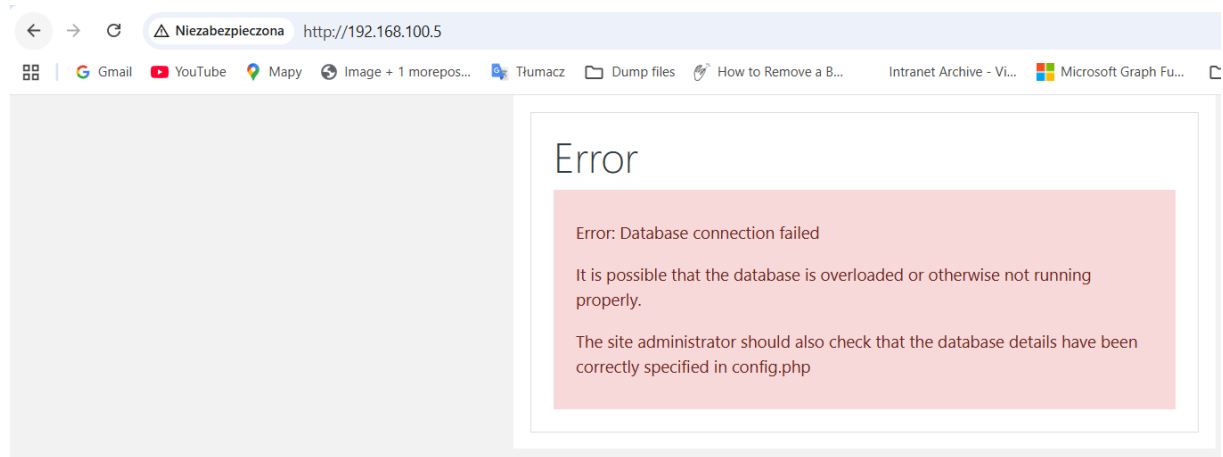 Niezabezpieczona http://192.168.100.5
Gmail YouTube Mapy Image + 1 morepos... Tłumacz Dump files How to Remove a B... Intranet Archive - Vi... Microsoft Graph Fu...
Error
Error: Database connection failed
It is possible that the database is overloaded or otherwise not running
properly.
The site administrator should also check that the database details have been
correctly specified in config.php